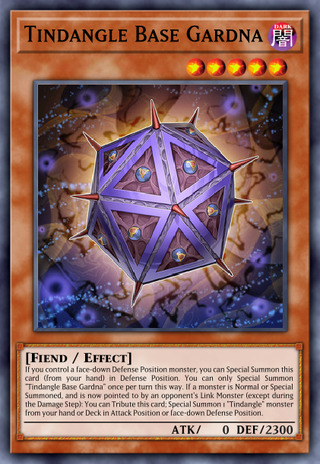 Tindangle Base Gardna
DARK
闇
[Fiend / Effect]
If you control a face-down Defense Position monster, you can Special Summon this
card (from your hand) in Defense Position. You can only Special Summon
"Tindangle Base Gardna" once per turn this way. If a monster is Normal or Special
Summoned, and is now pointed to by an opponent's Link Monster (except during
the Damage Step): You can Tribute this card; Special Summon 1 "Tindangle" monster
from your hand or Deck in Attack Position or face-down Defense Position.
ATK/ 0 DEF/2300